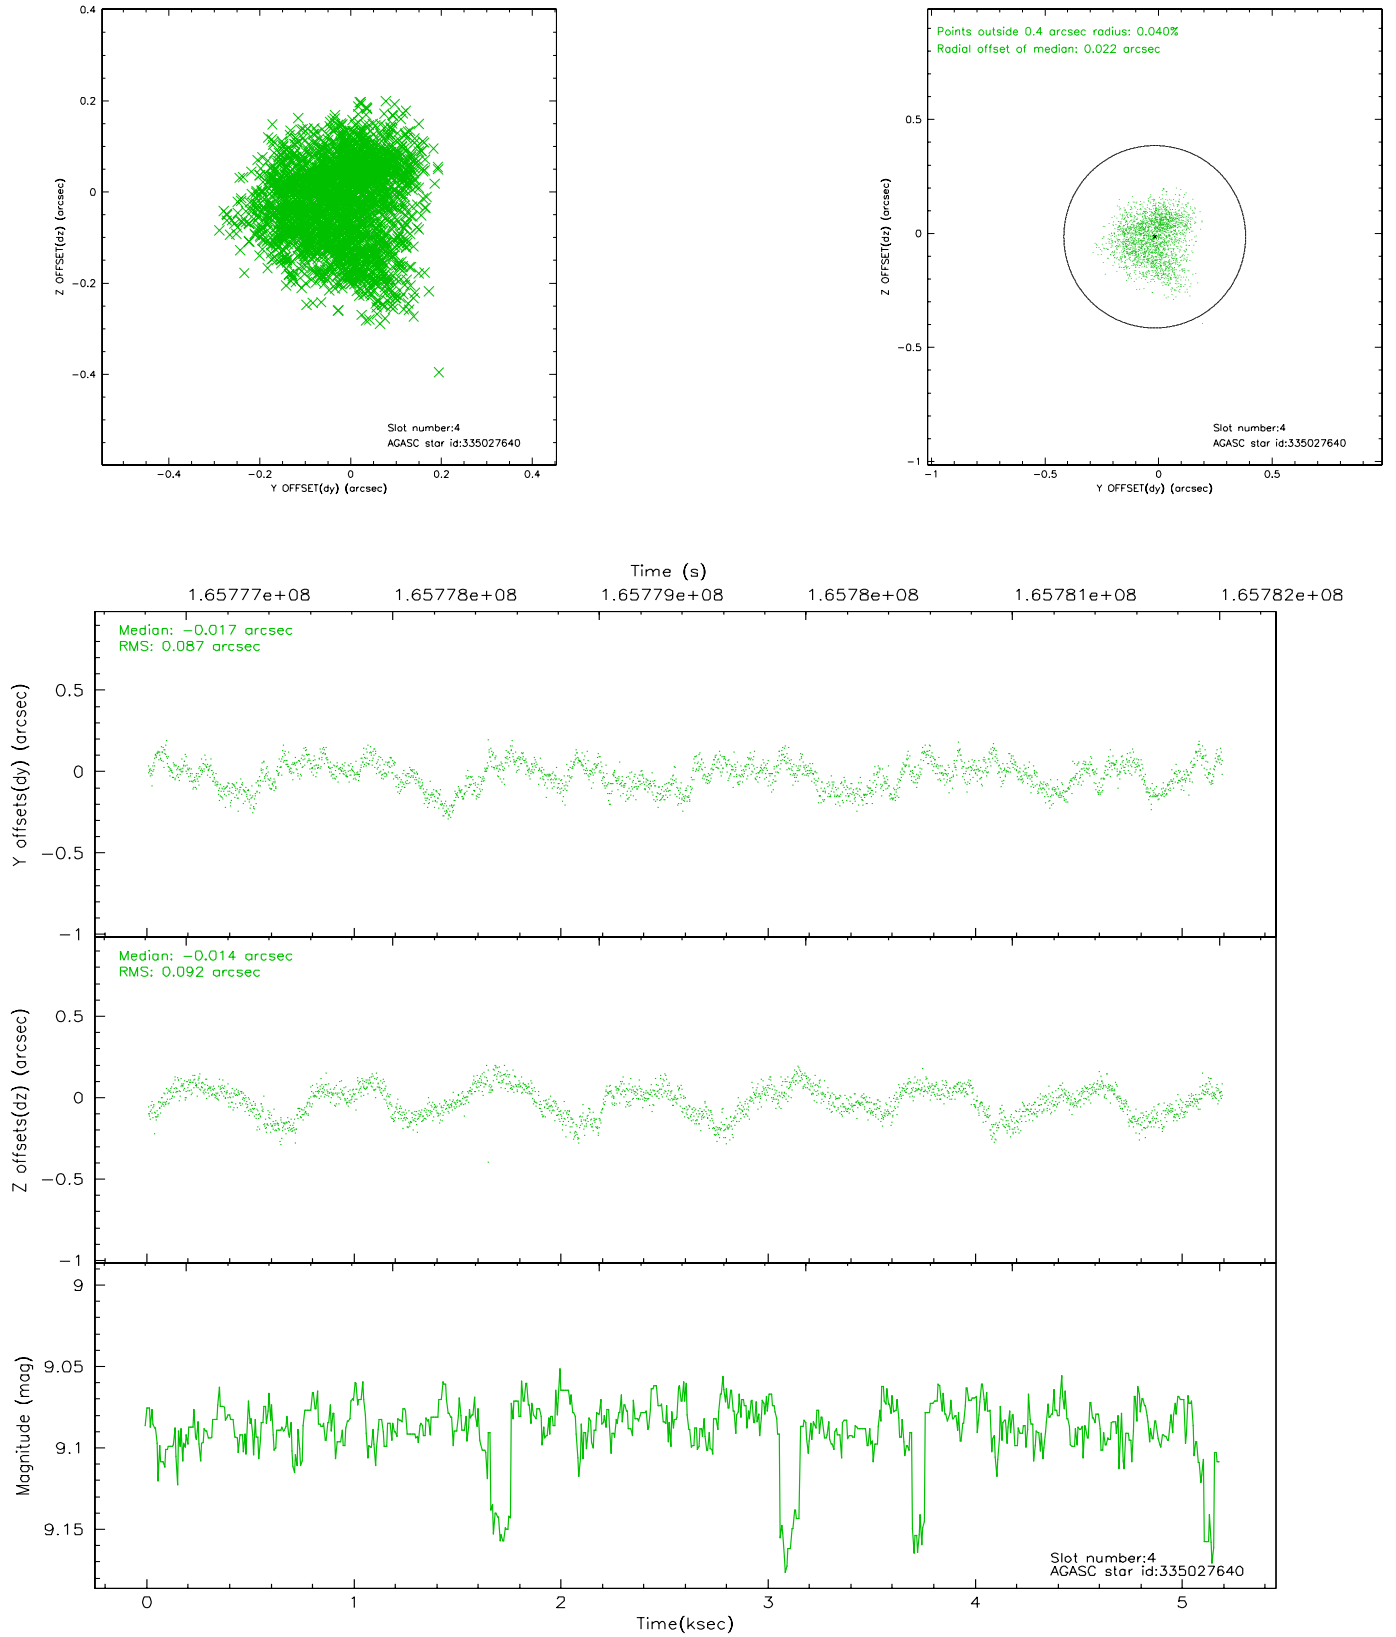 0.4
0.2
0
−0.2
−0.4
Z OFFSET(dz) (arcsec)
Slot number:4
AGASC star id:335027640
−0.4
−0.2
0
0.2
0.4
Y OFFSET(dy) (arcsec)
Points outside 0.4 arcsec radius: 0.040%
Radial offset of median: 0.022 arcsec
0.5
0
−0.5
−1
Z OFFSET(dz) (arcsec)
Slot number:4
AGASC star id:335027640
−1
−0.5
0
0.5
Y OFFSET(dy) (arcsec)
Time (s)
1.65777e+08
1.65778e+08
1.65779e+08
1.6578e+08
1.65781e+08
1.65782e+08
Median: −0.017 arcsec
RMS: 0.087 arcsec
0.5
0
−0.5
−1
Y offsets(dy) (arcsec)
Median: −0.014 arcsec
RMS: 0.092 arcsec
0.5
0
−0.5
−1
Z offsets(dz) (arcsec)
9
9.05
9.1
9.15
Magnitude (mag)
Slot number:4
AGASC star id:335027640
0
1
2
3
4
5
Time(ksec)